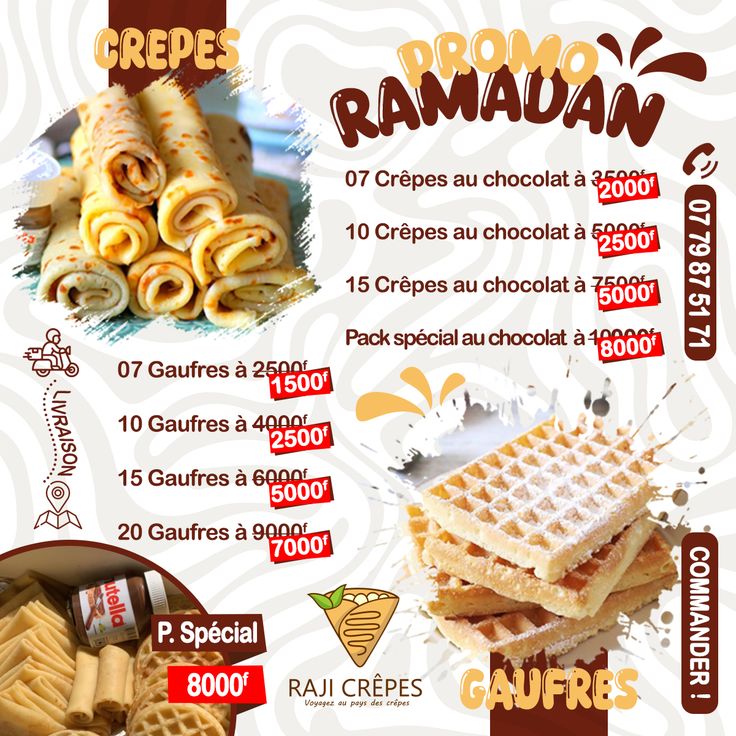 CREPES
PROMO
RAMADAN
07 Crêpes au chocolat à 3500f 2000f
10 Crêpes au chocolat à 5000f 2500f
15 Crêpes au chocolat à 7500f 5000f
Pack spécial au chocolat à 10000f 8000f
07 79 87 51 71
LIVRAISON
07 Gaufres à 2500f 1500f
10 Gaufres à 4000f 2500f
15 Gaufres à 6000f 5000f
20 Gaufres à 9000f 7000f
nutella
P. Spécial
8000f
RAJI CRÊPES
Voyagez au pays des crêpes
GAUFRES
COMMANDER !